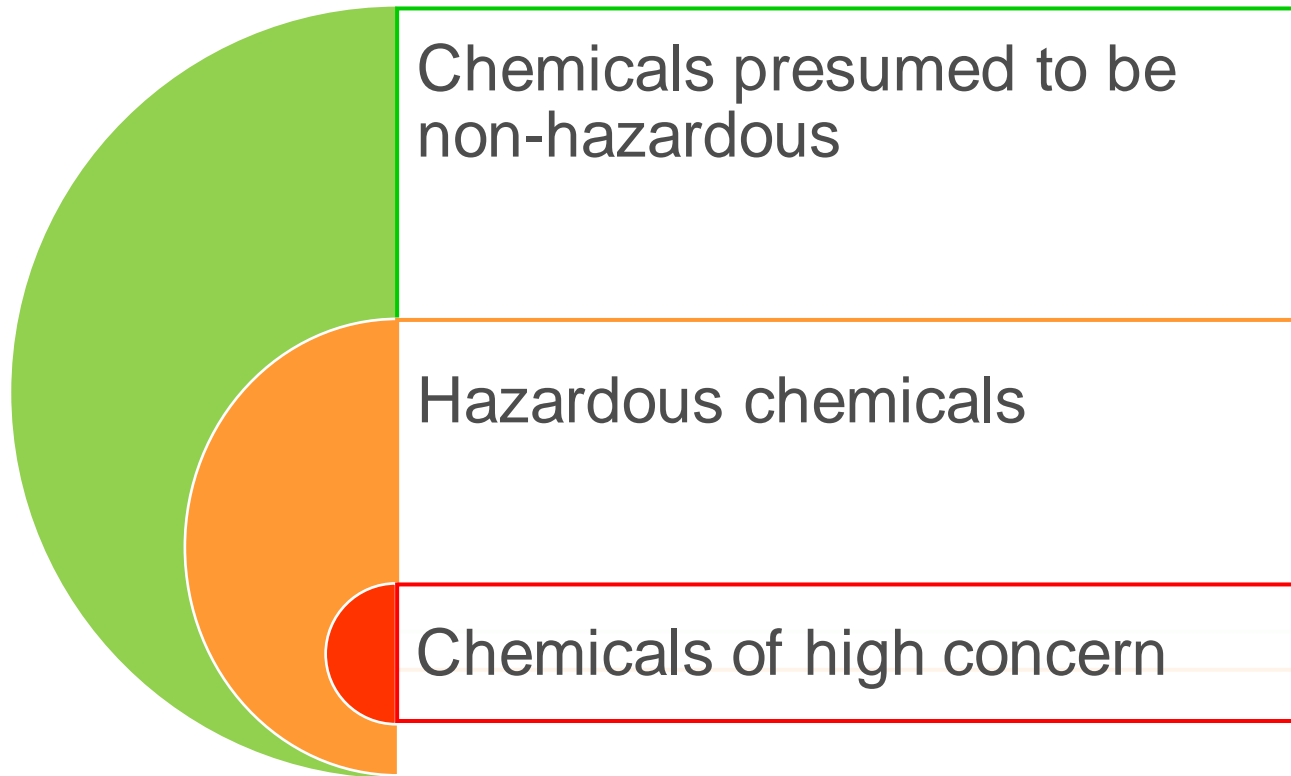 Chemicals presumed to be
non-hazardous
Hazardous chemicals
Chemicals of high concern